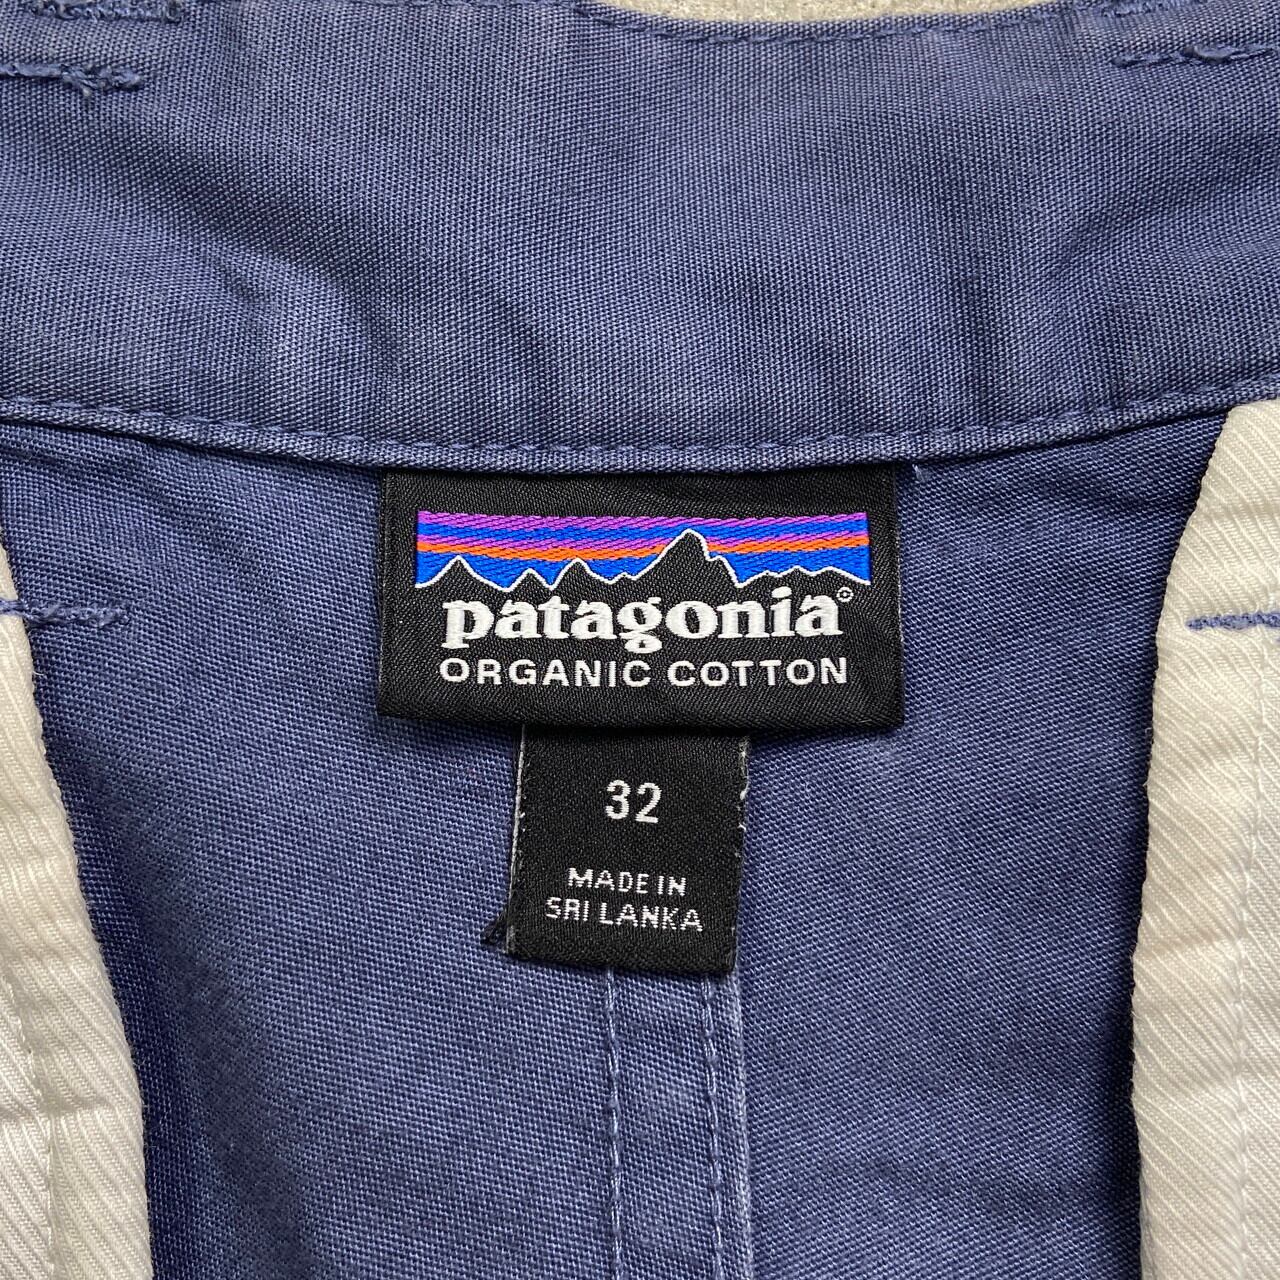 patagonia®
ORGANIC COTTON
32
MADE IN
SRI LANKA